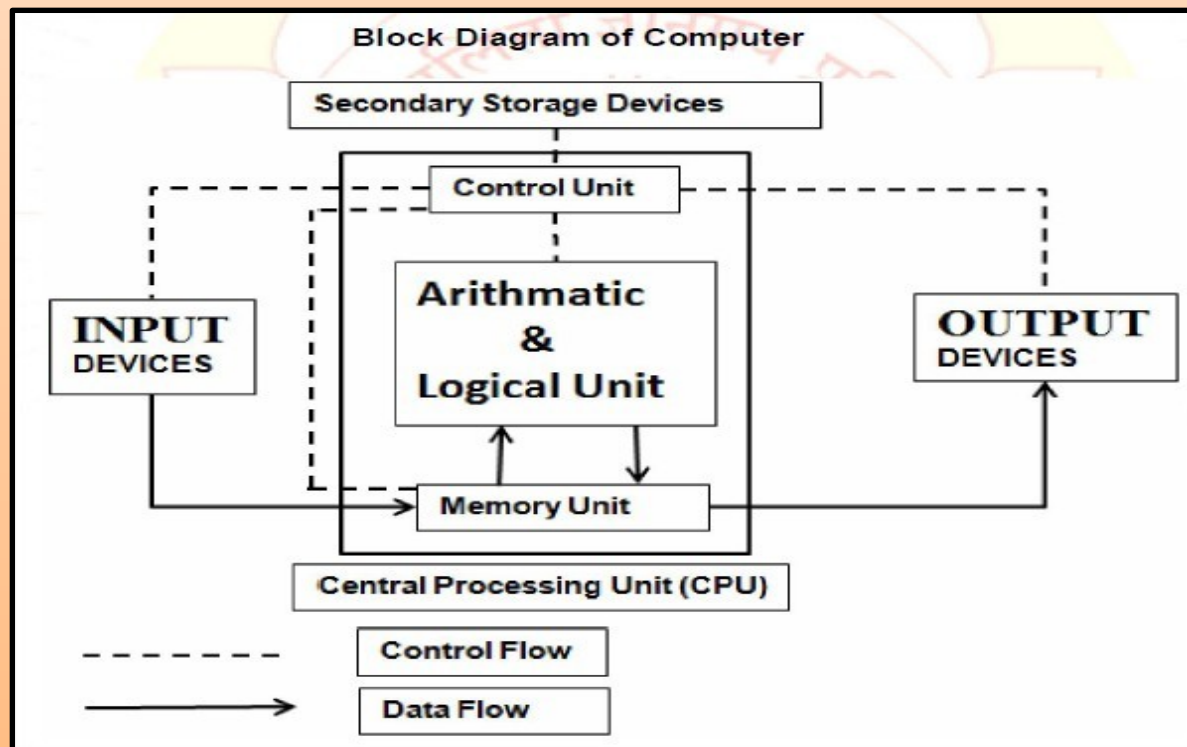 Block Diagram of Computer
Secondary Storage Devices
Control Unit
Arithmatic
&
Logical Unit
INPUT
DEVICES
OUTPUT
DEVICES
Memory Unit
Central Processing Unit (CPU)
Control Flow
Data Flow